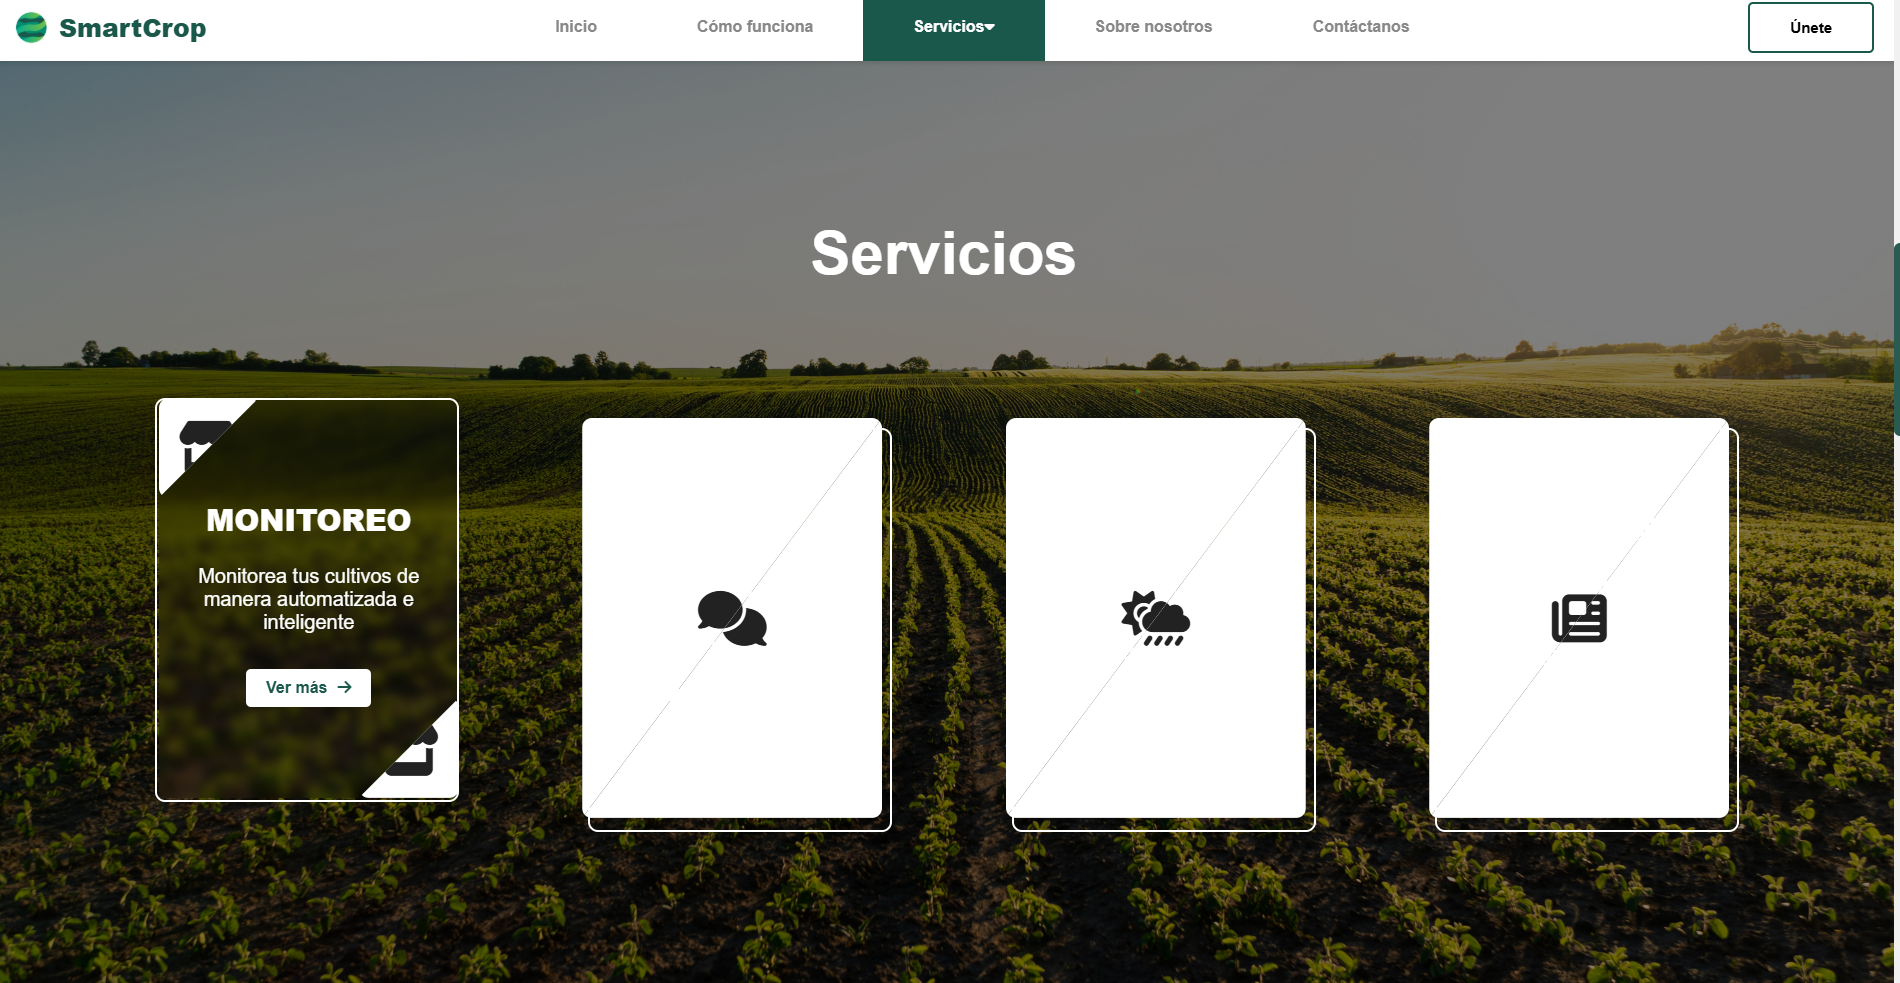 SmartCrop
Inicio
Cómo funciona
Servicios
Sobre nosotros
Contáctanos
Únete
Servicios
MONITOREO
Monitorea tus cultivos de
manera automatizada e
inteligente
Ver más